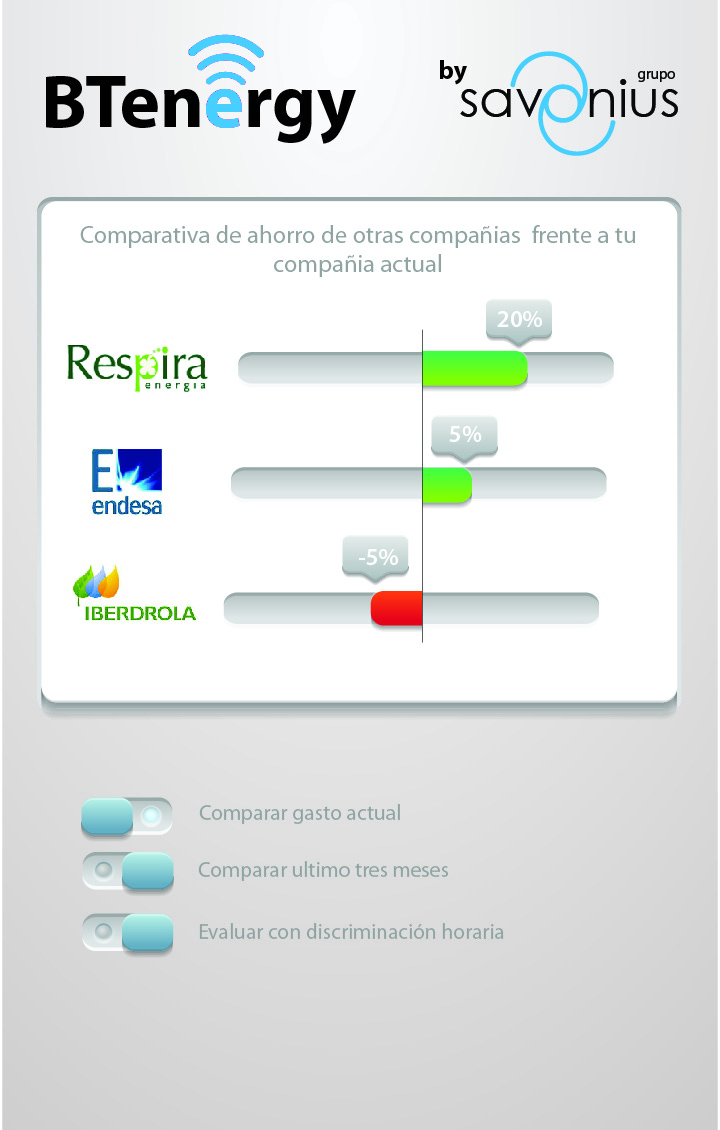 BTenergy
by
grupo
savonius
Comparativa de ahorro de otras compañias frente a tu
compañia actual
20%
Respira
energía
5%
E
endesa
-5%
IBERDROLA
Comparar gasto actual
Comparar ultimo tres meses
Evaluar con discriminación horaria